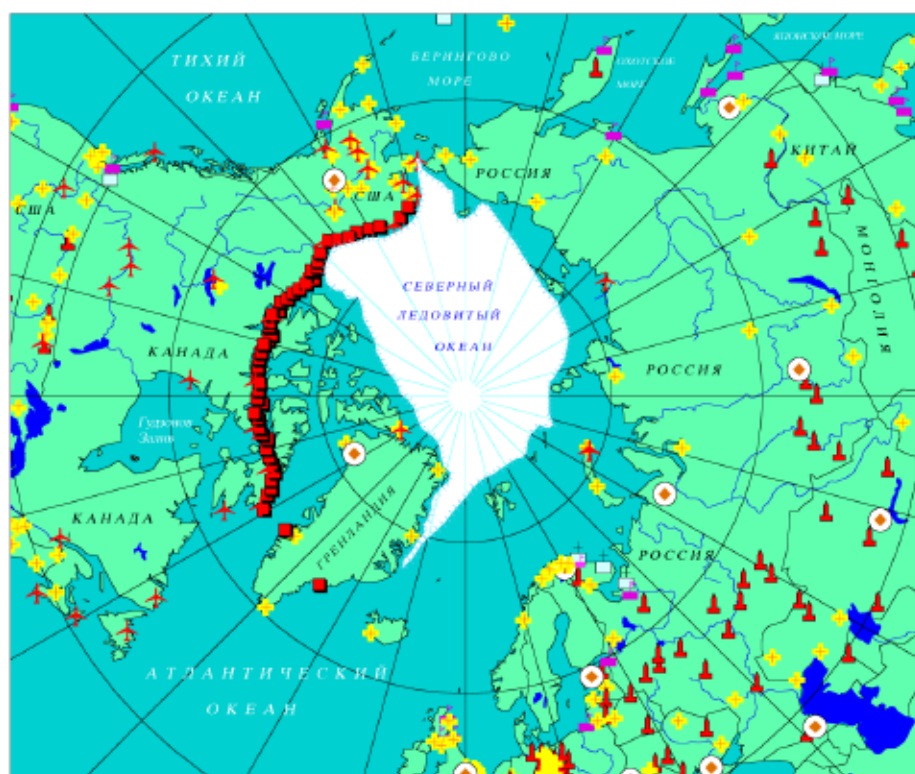 ЯПОНСКОЕ МОРЕ
ТИХИЙ
ОКЕАН
БЕРИНГОВО
МОРЕ
ОХОТСКОЕ
МОРЕ
КИТАЙ
РОССИЯ
США
США
МОНГОЛИЯ
СЕВЕРНЫЙ
ЛЕДОВИТЫЙ
ОКЕАН
КАНАДА
РОССИЯ
Гудзонов
Залив
КАНАДА
ГРЕНЛАНДИЯ
РОССИЯ
АТЛАНТИЧЕСКИЙ
ОКЕАН